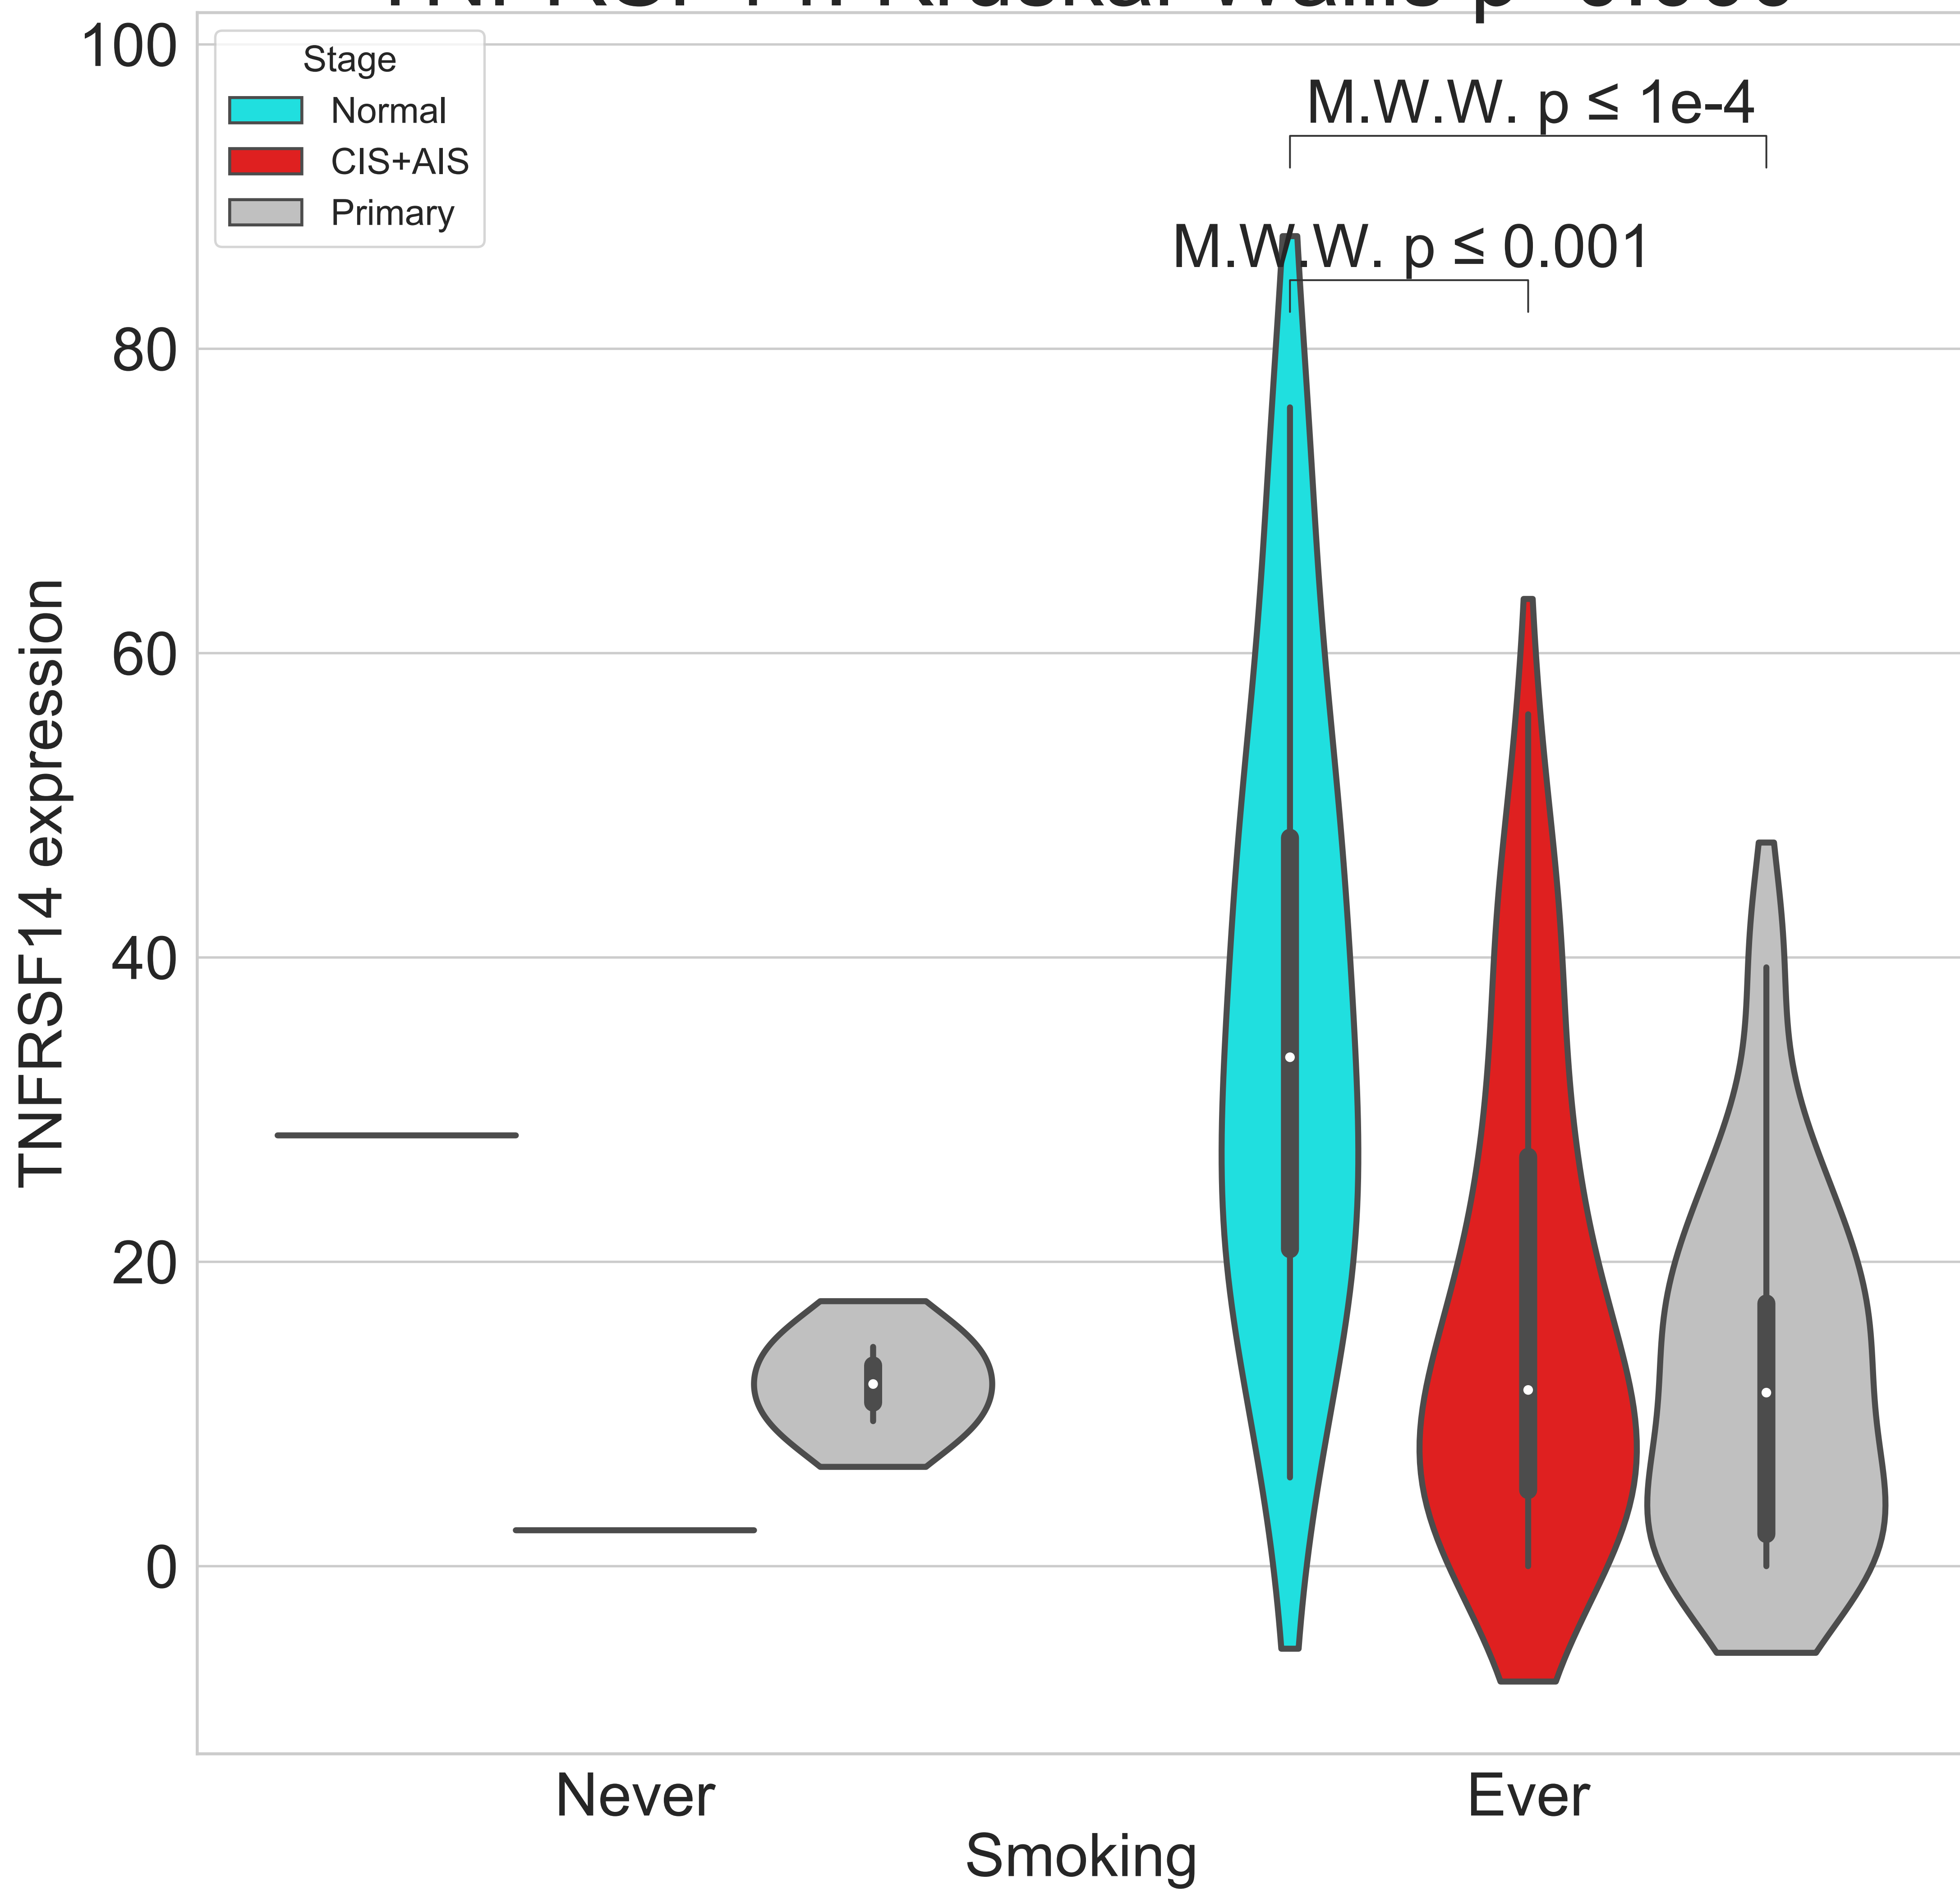 100
80
60
40
20
0
TNFRSF14 expression
Stage
Normal
CIS+AIS
Primary
M.W.W. p ≤ 1e-4
M.W.W. p ≤ 0.001
Never
Ever
Smoking